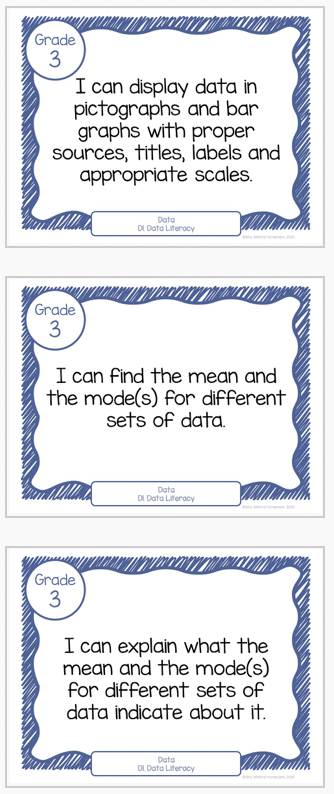 Grade
3
I can display data in
pictographs and bar
graphs with proper
sources, titles, labels and
appropriate scales.
Data
D1 Data Literacy
Grade
3
I can find the mean and
the mode(s) for different
sets of data.
Data
D1 Data Literacy
Grade
3
I can explain what the
mean and the mode(s)
for different sets of
data indicate about it.
Data
D1 Data Literacy